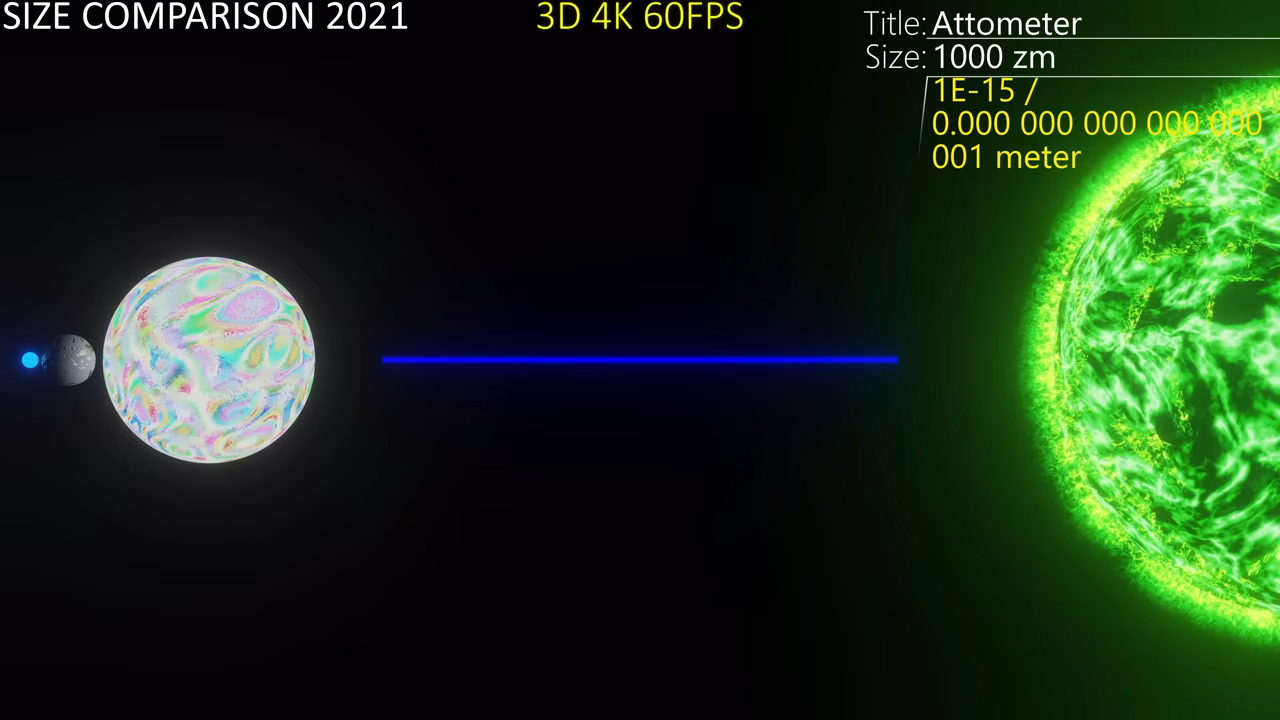 SIZE COMPARISON 2021
3D 4K 60FPS
Title: Attometer
Size: 1000 zm
1E-15 /
0.000 000 000 000 000
001 meter